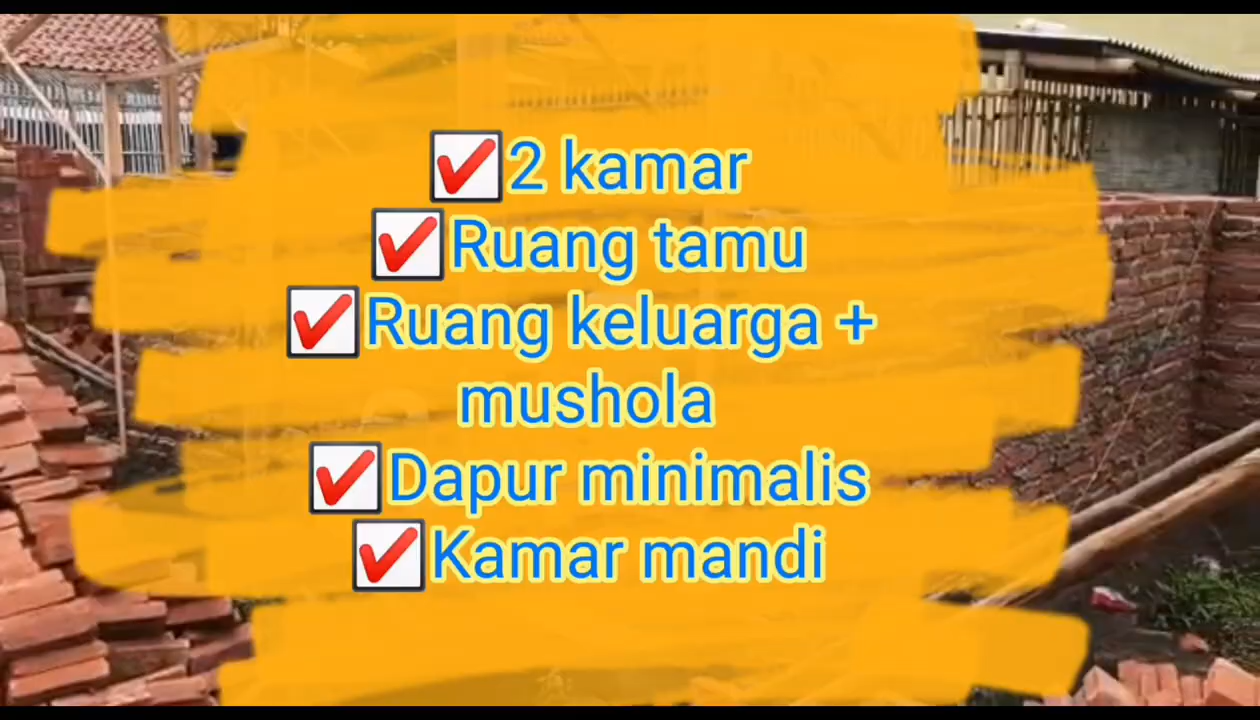 ✔2 kamar
✔Ruang tamu
✔Ruang keluarga +
mushola
✔Dapur minimalis
✔Kamar mandi